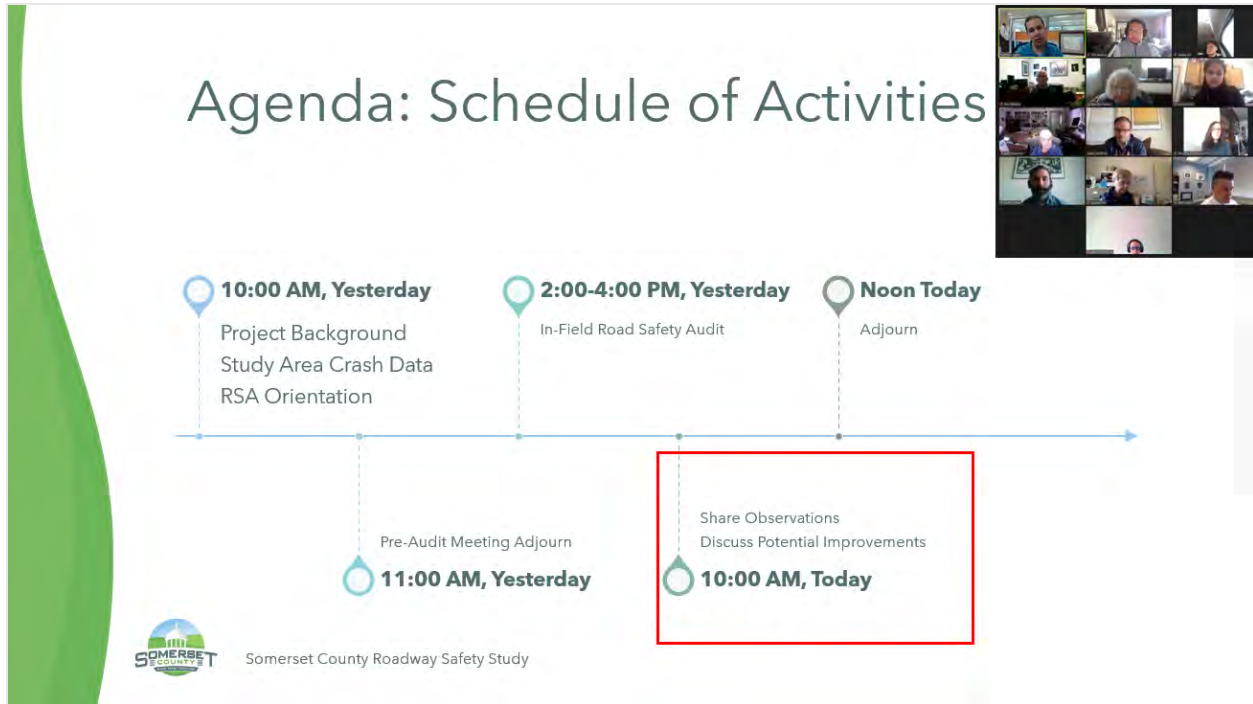 Agenda: Schedule of Activities
10:00 AM, Yesterday
Project Background
Study Area Crash Data
RSA Orientation
2:00-4:00 PM, Yesterday
In-Field Road Safety Audit
Noon Today
Adjourn
Pre-Audit Meeting Adjourn
11:00 AM, Yesterday
Share Observations
Discuss Potential Improvements
10:00 AM, Today
SOMERSET
COUNTY
Somerset County Roadway Safety Study